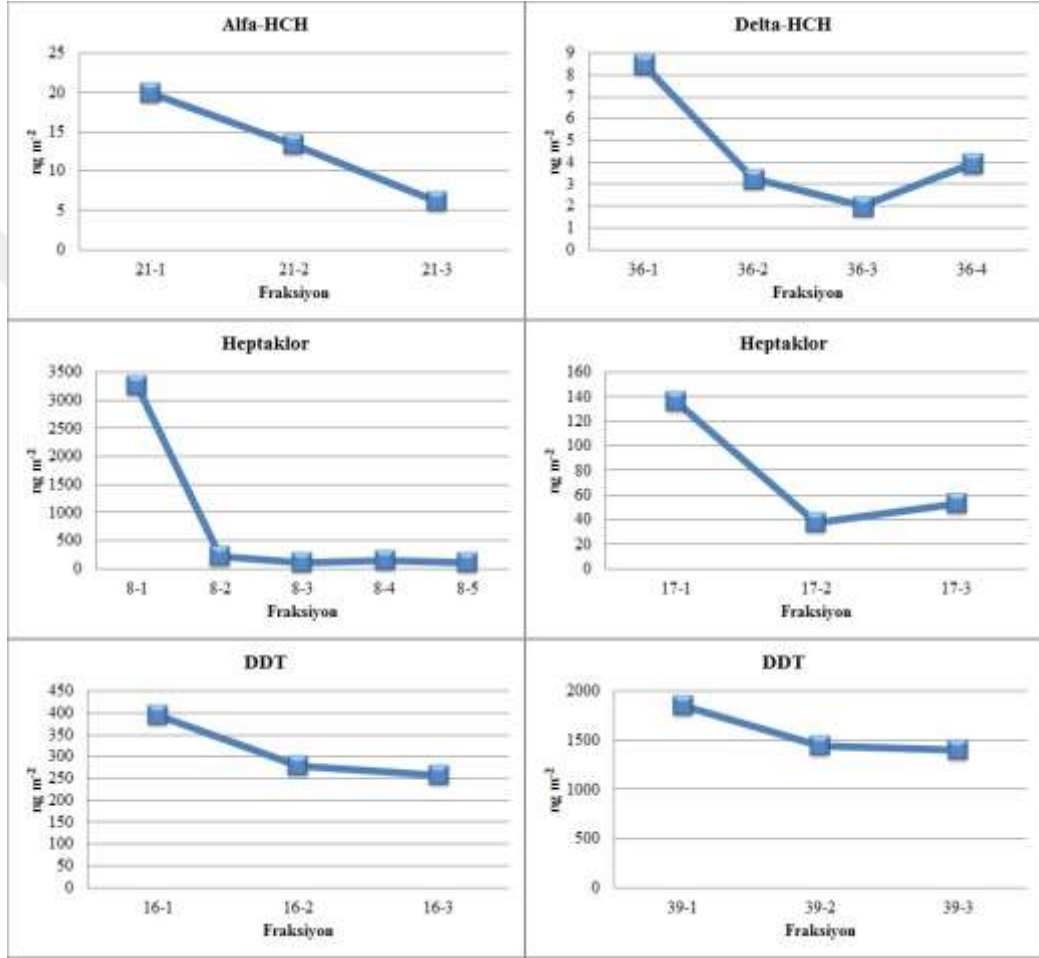 Alfa-HCH
25
20
15
10
5
0
ng m⁻²
21-1 21-2 21-3
Fraksiyon
Delta-HCH
9
8
7
6
5
4
3
2
1
0
ng m⁻²
36-1 36-2 36-3 36-4
Fraksiyon
Heptaklor
3500
3000
2500
2000
1500
1000
500
0
ng m⁻²
8-1 8-2 8-3 8-4 8-5
Fraksiyon
Heptaklor
160
140
120
100
80
60
40
20
0
ng m⁻²
17-1 17-2 17-3
Fraksiyon
DDT
450
400
350
300
250
200
150
100
50
0
ng m⁻²
16-1 16-2 16-3
Fraksiyon
DDT
2000
1500
1000
500
0
ng m⁻²
39-1 39-2 39-3
Fraksiyon